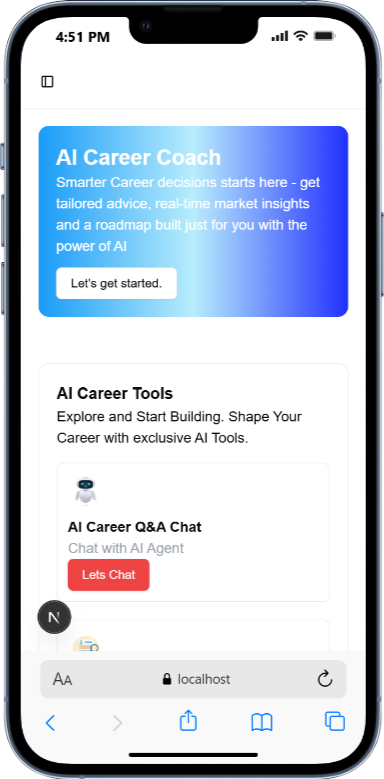 4:51 PM
AI Career Coach
Smarter Career decisions starts here - get
tailored advice, real-time market insights
and a roadmap built just for you with the
power of AI
Let's get started.
AI Career Tools
Explore and Start Building. Shape Your
Career with exclusive AI Tools.
AI Career Q&A Chat
Chat with AI Agent
Lets Chat
N
AA
localhost